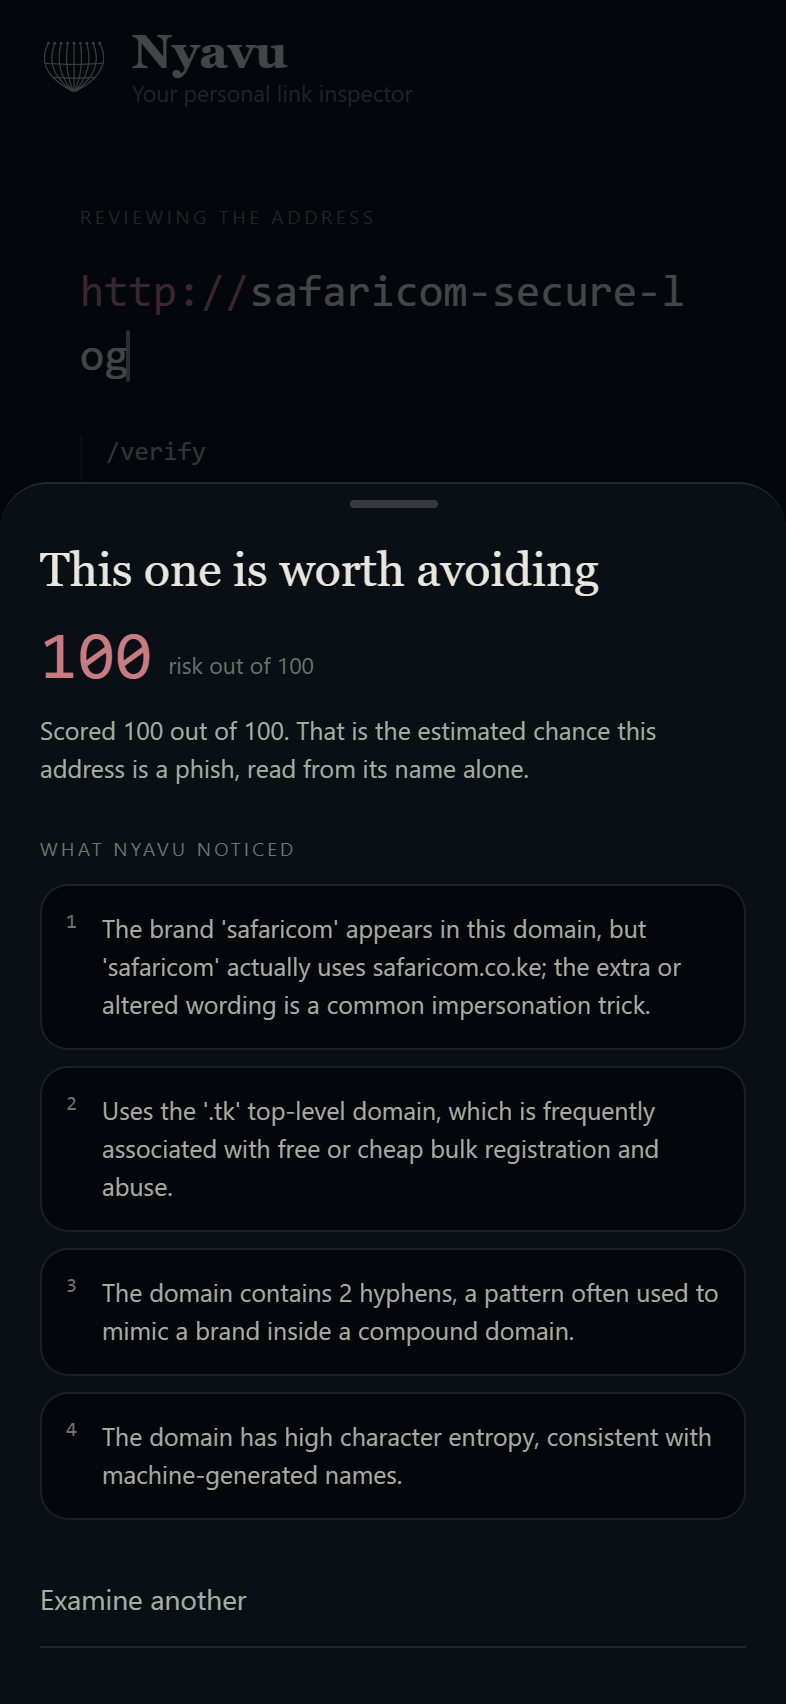 Nyavu
Your personal link inspector
REVIEWING THE ADDRESS
http://safaricom-secure-l
og
/verify
This one is worth avoiding
100 risk out of 100
Scored 100 out of 100. That is the estimated chance this
address is a phish, read from its name alone.
WHAT NYAVU NOTICED
1 The brand 'safaricom' appears in this domain, but
'safaricom' actually uses safaricom.co.ke; the extra or
altered wording is a common impersonation trick.
2 Uses the '.tk' top-level domain, which is frequently
associated with free or cheap bulk registration and
abuse.
3 The domain contains 2 hyphens, a pattern often used to
mimic a brand inside a compound domain.
4 The domain has high character entropy, consistent with
machine-generated names.
Examine another